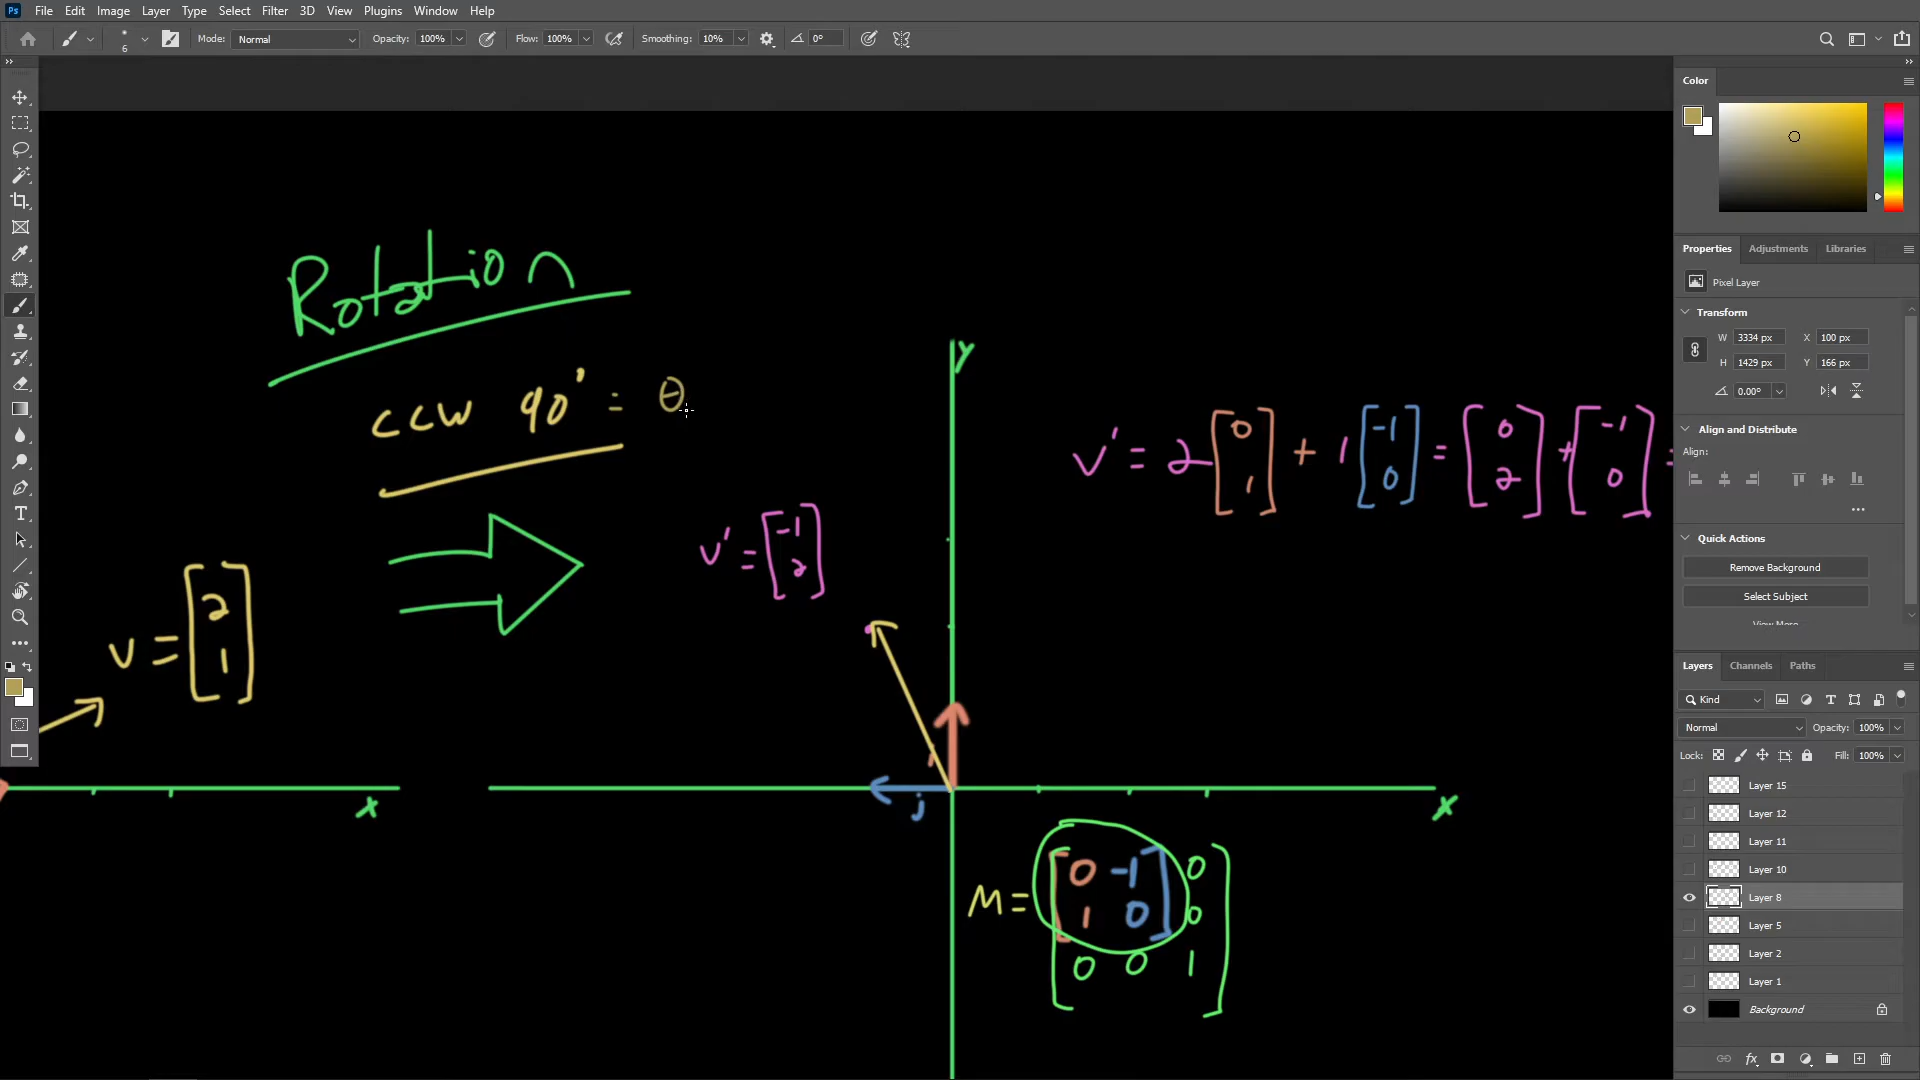 Ps File Edit Image Layer Type Select Filter 3D View Plugins Window Help
6 Mode: Normal Opacity: 100% Flow: 100% Smoothing: 10% 0°
Rotation
ccw 90° = θ
v = [2 1]
v' = [-1 2]
y
v' = 2 [0 1] + 1 [-1 0] = [0 2] + [-1 0] =
i
j
x
x
M = [0 -1 0
1 0 0
0 0 1]
Color
Properties Adjustments Libraries
Pixel Layer
Transform
W 3334 px X 100 px
H 1429 px Y 166 px
0.00°
Align and Distribute
Align:
Quick Actions
Remove Background
Select Subject
View More
Layers Channels Paths
Kind
Normal Opacity: 100%
Lock: Fill: 100%
Layer 15
Layer 12
Layer 11
Layer 10
Layer 8
Layer 5
Layer 2
Layer 1
Background
fx